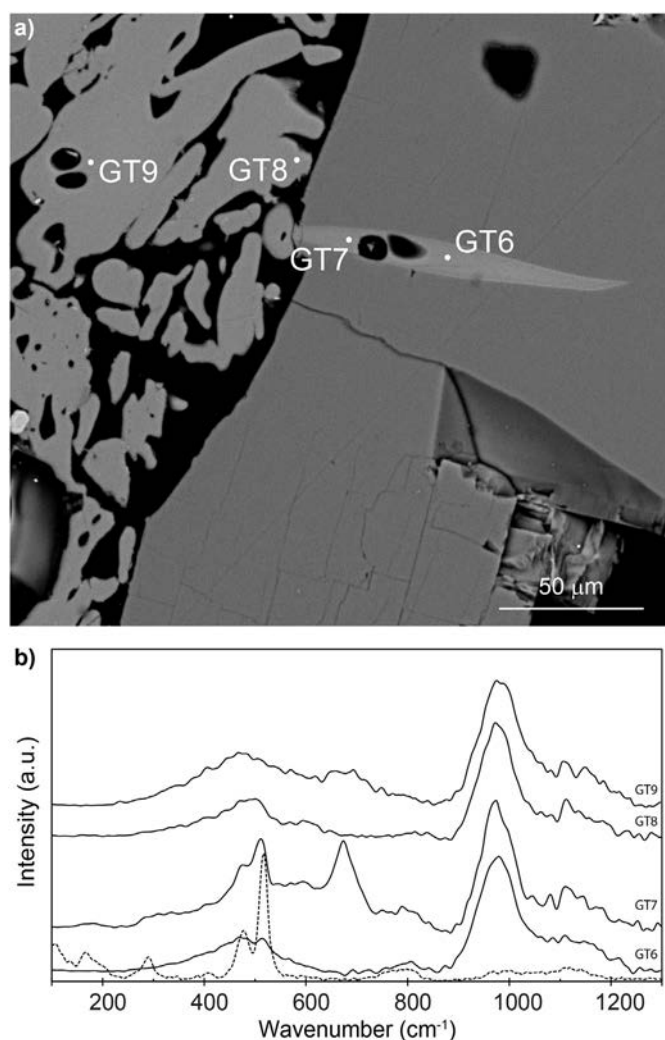 a)
GT9
GT8
GT7
GT6
50 μm
b)
Intensity (a.u.)
GT9
GT8
GT7
GT6
200
400
600
800
1000
1200
Wavenumber (cm⁻¹)